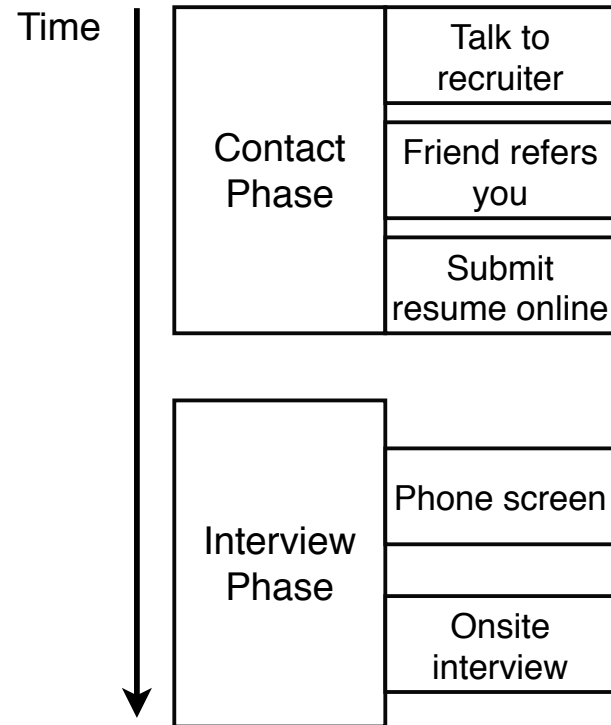 Time
Talk to
recruiter
Contact
Phase
Friend refers
you
Submit
resume online
Interview
Phase
Phone screen
Onsite
interview